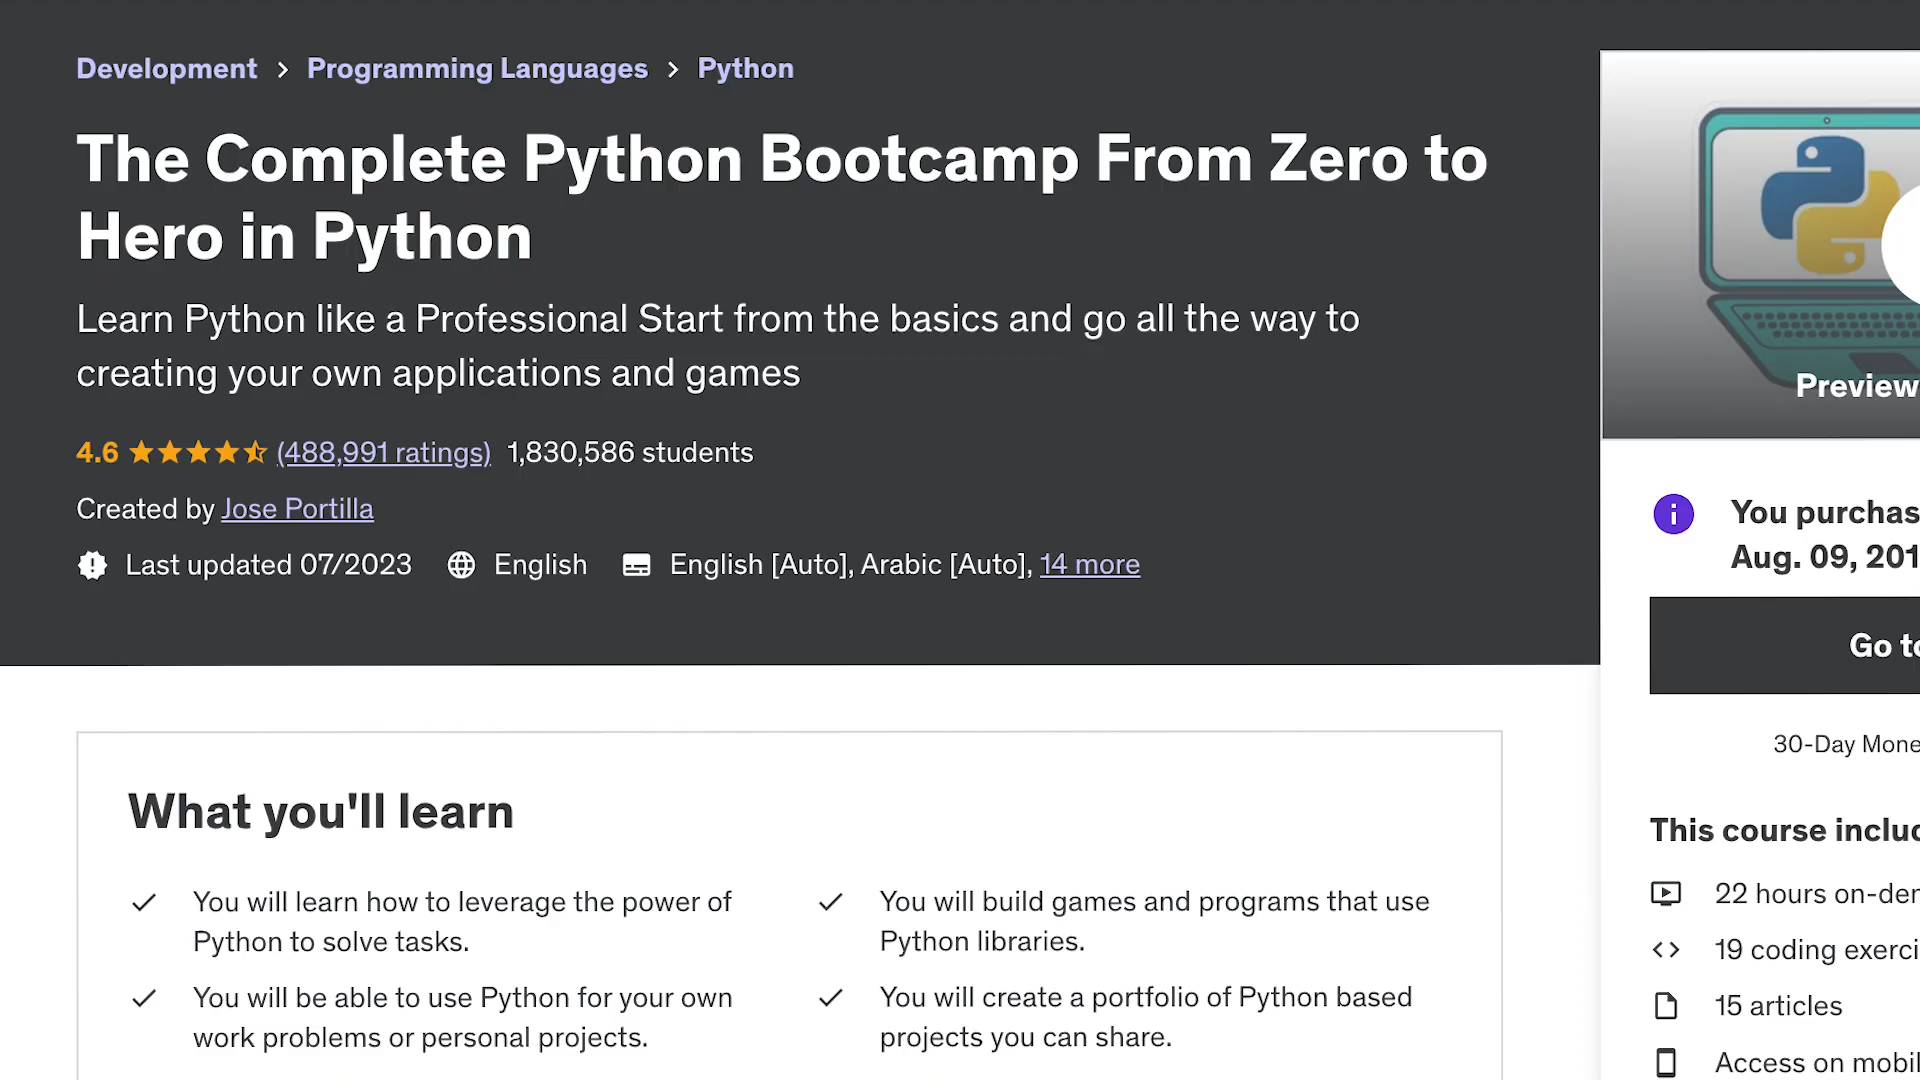 Development > Programming Languages > Python
The Complete Python Bootcamp From Zero to
Hero in Python
Learn Python like a Professional Start from the basics and go all the way to
creating your own applications and games
4.6 (488,991 ratings) 1,830,586 students
Created by Jose Portilla
Last updated 07/2023 English English [Auto], Arabic [Auto], 14 more
What you'll learn
You will learn how to leverage the power of
Python to solve tasks.
You will build games and programs that use
Python libraries.
You will be able to use Python for your own
work problems or personal projects.
You will create a portfolio of Python based
projects you can share.
Preview
You purchas
Aug. 09, 201
Go to
30-Day Mone
This course includ
22 hours on-dem
19 coding exerci
15 articles
Access on mobil